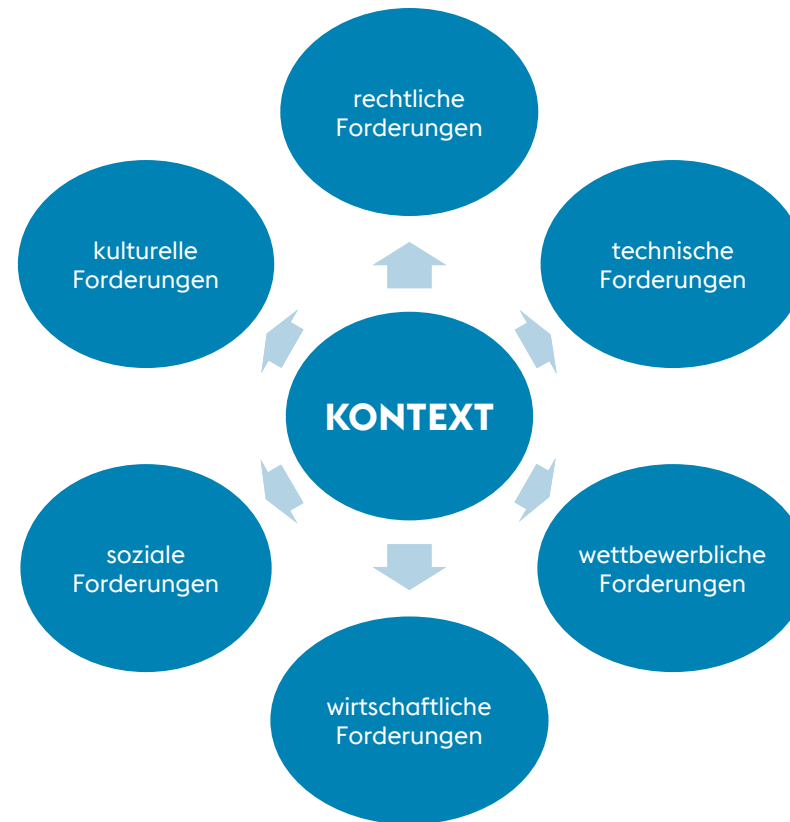 rechtliche
Forderungen
kulturelle
Forderungen
technische
Forderungen
KONTEXT
soziale
Forderungen
wettbewerbliche
Forderungen
wirtschaftliche
Forderungen